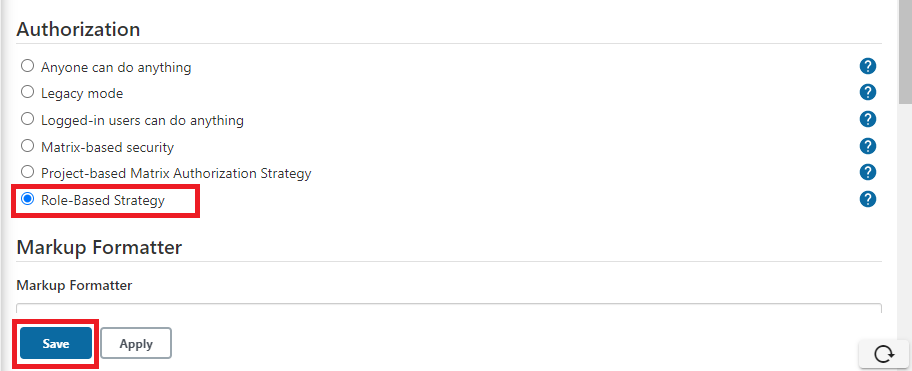 Authorization
Anyone can do anything
?
Legacy mode
?
Logged-in users can do anything
?
Matrix-based security
?
Project-based Matrix Authorization Strategy
?
Role-Based Strategy
?
Markup Formatter
Markup Formatter
Save
Apply